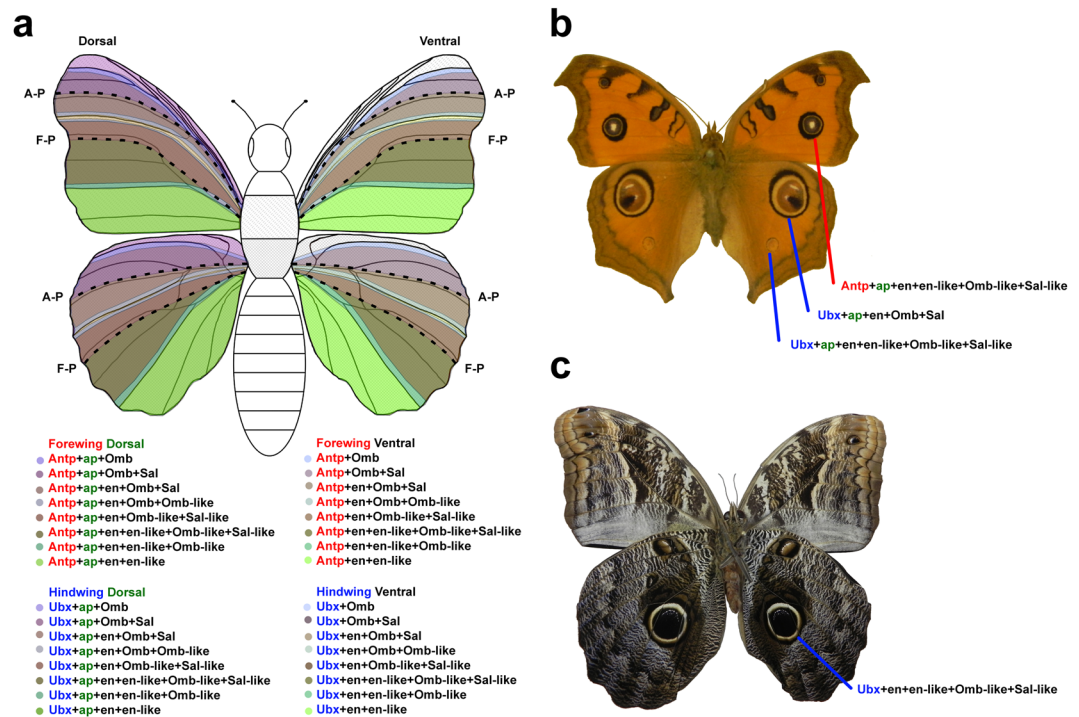 a
Dorsal
Ventral
A-P
F-P
A-P
F-P
A-P
F-P
A-P
F-P
Forewing Dorsal
Antp+ap+Omb
Antp+ap+Omb+Sal
Antp+ap+en+Omb+Sal
Antp+ap+en+Omb+Omb-like
Antp+ap+en+Omb-like+Sal-like
Antp+ap+en+en-like+Omb-like+Sal-like
Antp+ap+en+en-like+Omb-like
Antp+ap+en+en-like
Forewing Ventral
Antp+Omb
Antp+Omb+Sal
Antp+en+Omb+Sal
Antp+en+Omb+Omb-like
Antp+en+Omb-like+Sal-like
Antp+en+en-like+Omb-like+Sal-like
Antp+en+en-like+Omb-like
Antp+en+en-like
Hindwing Dorsal
Ubx+ap+Omb
Ubx+ap+Omb+Sal
Ubx+ap+en+Omb+Sal
Ubx+ap+en+Omb+Omb-like
Ubx+ap+en+Omb-like+Sal-like
Ubx+ap+en+en-like+Omb-like+Sal-like
Ubx+ap+en+en-like+Omb-like
Ubx+ap+en+en-like
Hindwing Ventral
Ubx+Omb
Ubx+Omb+Sal
Ubx+en+Omb+Sal
Ubx+en+Omb+Omb-like
Ubx+en+Omb-like+Sal-like
Ubx+en+en-like+Omb-like+Sal-like
Ubx+en+en-like+Omb-like
Ubx+en+en-like
b
Antp+ap+en+en-like+Omb-like+Sal-like
Ubx+ap+en+Omb+Sal
Ubx+ap+en+en-like+Omb-like+Sal-like
c
Ubx+en+en-like+Omb-like+Sal-like